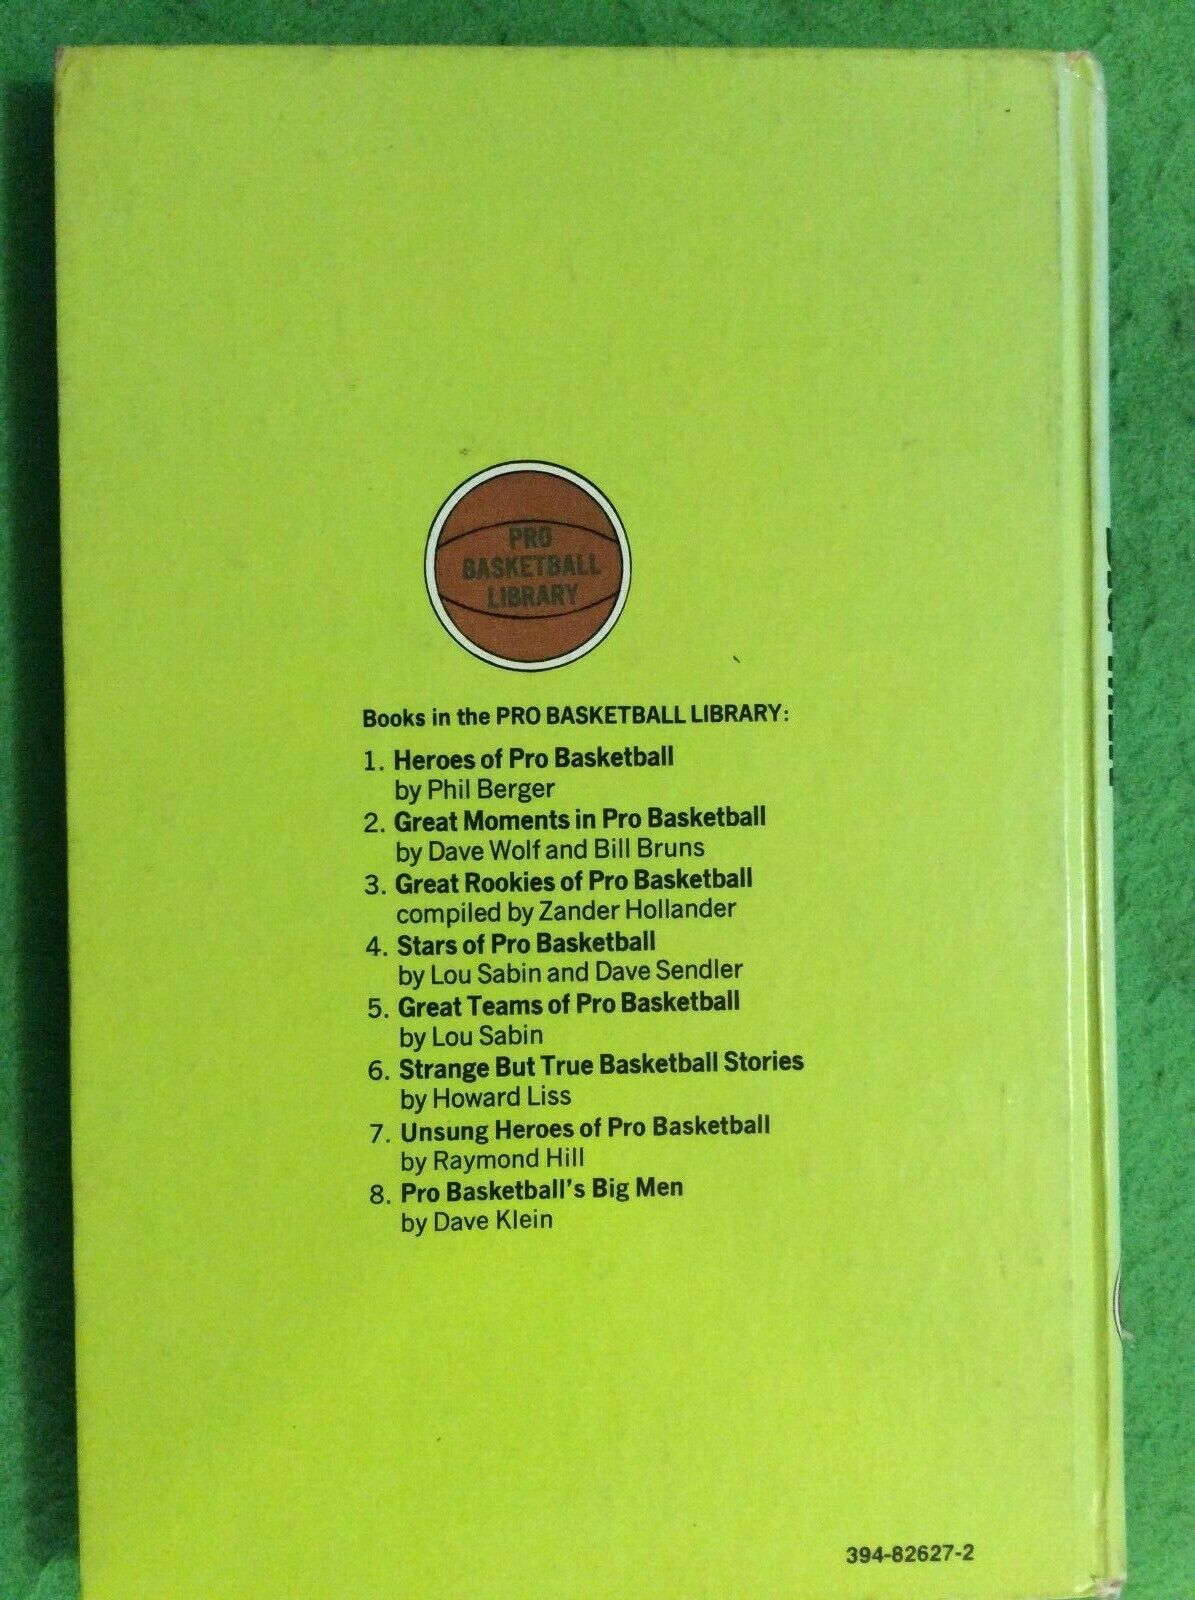 PRO
BASKETBALL
LIBRARY
Books in the PRO BASKETBALL LIBRARY:
1. Heroes of Pro Basketball
by Phil Berger
2. Great Moments in Pro Basketball
by Dave Wolf and Bill Bruns
3. Great Rookies of Pro Basketball
compiled by Zander Hollander
4. Stars of Pro Basketball
by Lou Sabin and Dave Sendler
5. Great Teams of Pro Basketball
by Lou Sabin
6. Strange But True Basketball Stories
by Howard Liss
7. Unsung Heroes of Pro Basketball
by Raymond Hill
8. Pro Basketball's Big Men
by Dave Klein
394-82627-2